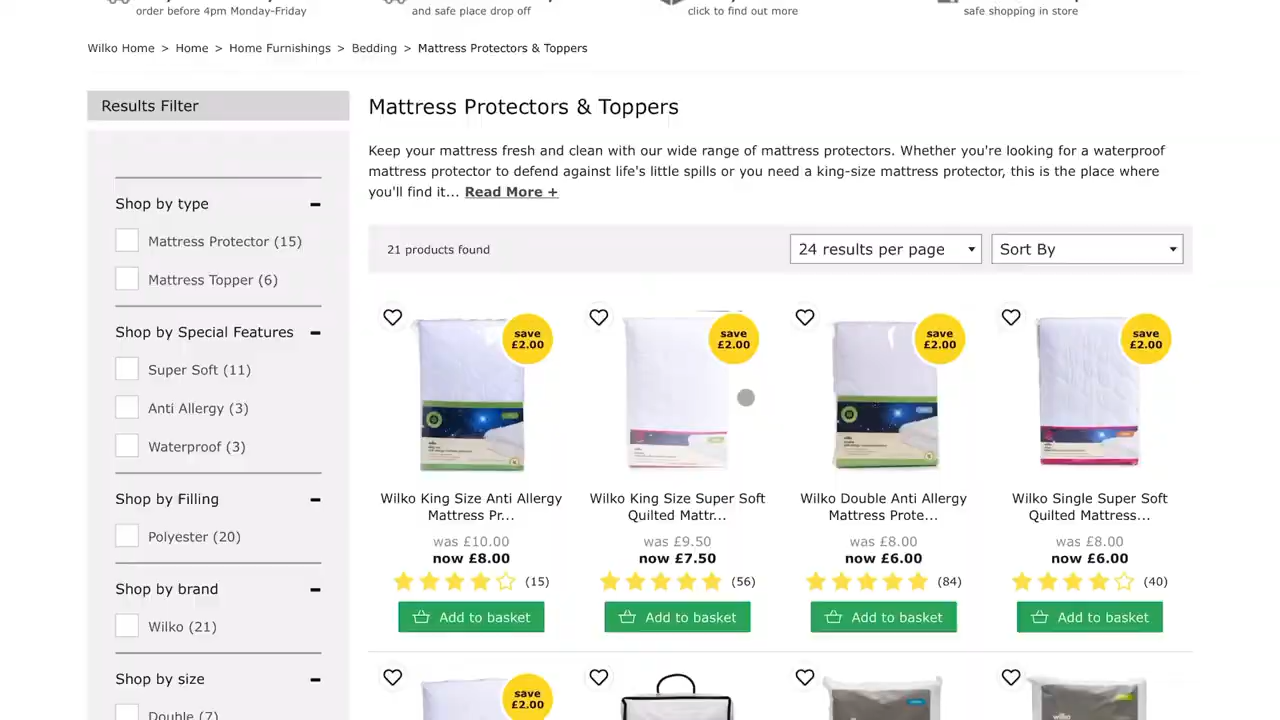 order before 4pm Monday-Friday
and safe place drop off
click to find out more
safe shopping in store
Wilko Home > Home > Home Furnishings > Bedding > Mattress Protectors & Toppers
Results Filter
Shop by type
Mattress Protector (15)
Mattress Topper (6)
Shop by Special Features
Super Soft (11)
Anti Allergy (3)
Waterproof (3)
Shop by Filling
Polyester (20)
Shop by brand
Wilko (21)
Shop by size
Double (7)
Mattress Protectors & Toppers
Keep your mattress fresh and clean with our wide range of mattress protectors. Whether you're looking for a waterproof
mattress protector to defend against life's little spills or you need a king-size mattress protector, this is the place where
you'll find it... Read More +
21 products found
24 results per page
Sort By
save
£2.00
save
£2.00
save
£2.00
save
£2.00
Wilko King Size Anti Allergy
Mattress Pr...
was £10.00
now £8.00
(15)
Add to basket
Wilko King Size Super Soft
Quilted Mattr...
was £9.50
now £7.50
(56)
Add to basket
Wilko Double Anti Allergy
Mattress Prote...
was £8.00
now £6.00
(84)
Add to basket
Wilko Single Super Soft
Quilted Mattress...
was £8.00
now £6.00
(40)
Add to basket
save
£2.00
wilko